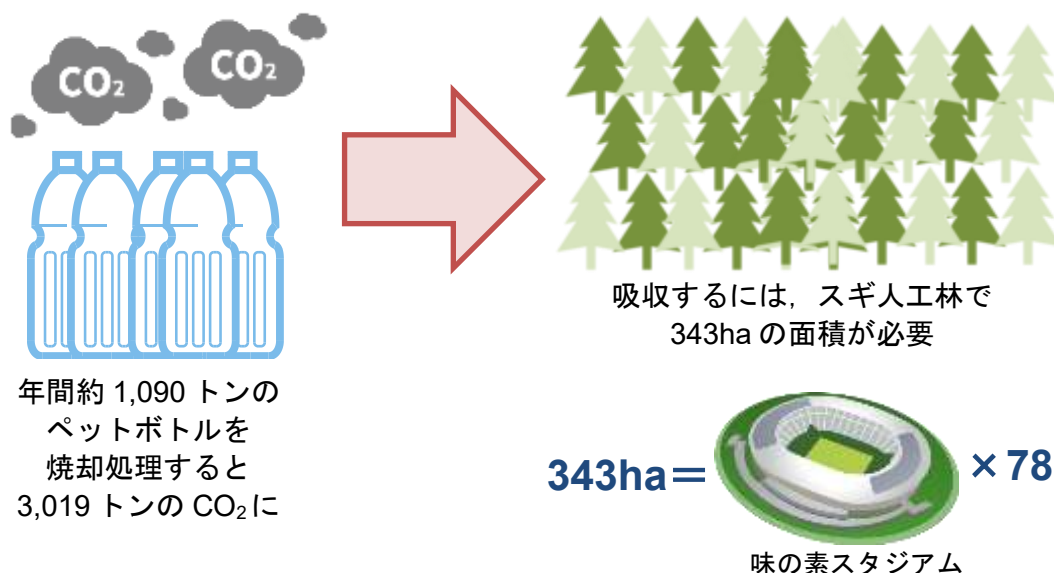 CO₂
CO₂
年間約 1,090 トンの
ペットボトルを
焼却処理すると
3,019 トンの CO₂に
吸収するには，スギ人工林で
343ha の面積が必要
343ha＝
×78
味の素スタジアム